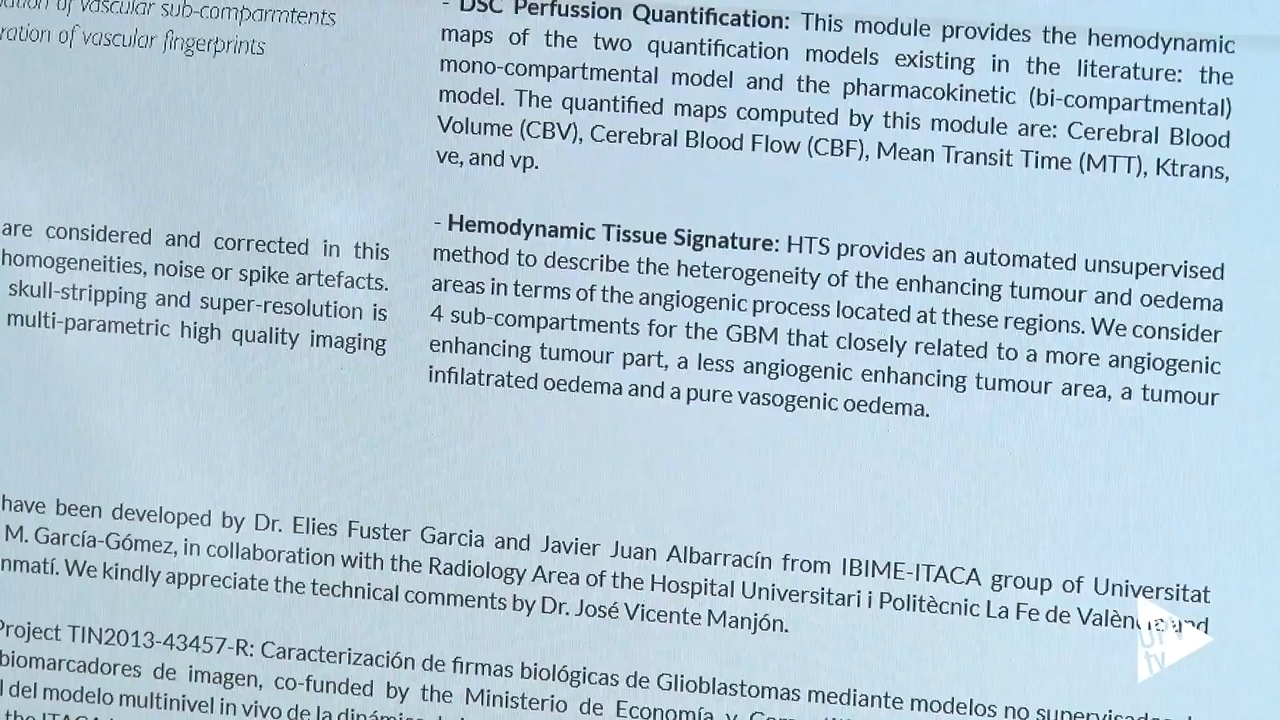 of vascular sub-comparmtents
of vascular fingerprints
- DSC Perfussion Quantification: This module provides the hemodynamic
maps of the two quantification models existing in the literature: the
mono-compartmental model and the pharmacokinetic (bi-compartmental)
model. The quantified maps computed by this module are: Cerebral Blood
Volume (CBV), Cerebral Blood Flow (CBF), Mean Transit Time (MTT), Ktrans,
ve, and vp.
are considered and corrected in this
homogeneities, noise or spike artefacts.
skull-stripping and super-resolution is
multi-parametric high quality imaging
- Hemodynamic Tissue Signature: HTS provides an automated unsupervised
method to describe the heterogeneity of the enhancing tumour and oedema
areas in terms of the angiogenic process located at these regions. We consider
4 sub-compartments for the GBM that closely related to a more angiogenic
enhancing tumour part, a less angiogenic enhancing tumour area, a tumour
infilatrated oedema and a pure vasogenic oedema.
have been developed by Dr. Elies Fuster Garcia and Javier Juan Albarracín from IBIME-ITACA group of Universitat
M. García-Gómez, in collaboration with the Radiology Area of the Hospital Universitari i Politècnic La Fe de València and
nmatí. We kindly appreciate the technical comments by Dr. José Vicente Manjón.
Project TIN2013-43457-R: Caracterización de firmas biológicas de Glioblastomas mediante modelos no supervisados
biomarcadores de imagen, co-funded by the Ministerio de Economía y
del modelo multinivel in vivo de la
the ITACA
tv